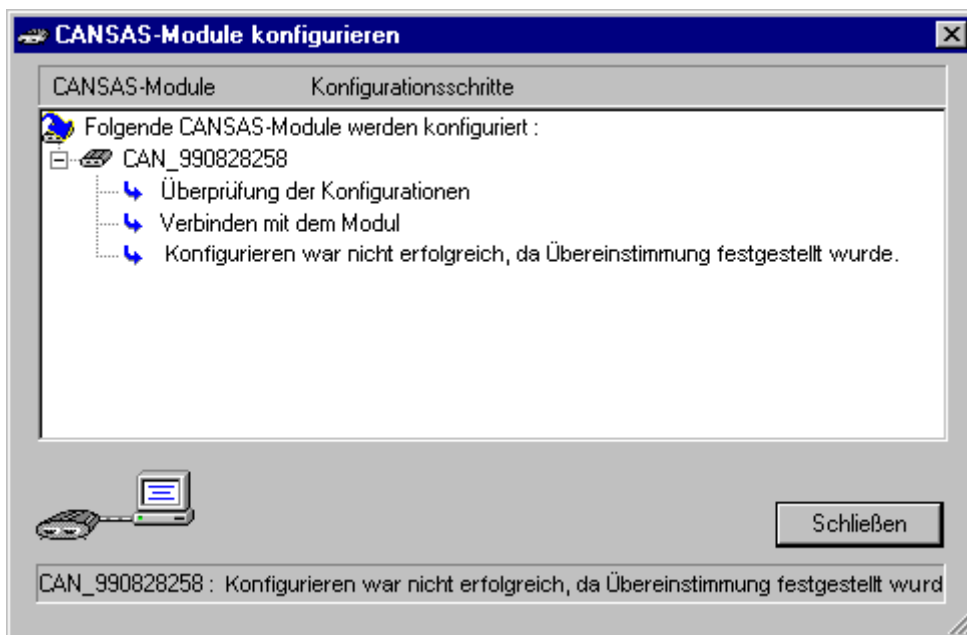 CANSAS-Module konfigurieren
CANSAS-Module Konfigurationsschritte
Folgende CANSAS-Module werden konfiguriert :
CAN_990828258
Überprüfung der Konfigurationen
Verbinden mit dem Modul
Konfigurieren war nicht erfolgreich, da Übereinstimmung festgestellt wurde.
Schließen
CAN_990828258 : Konfigurieren war nicht erfolgreich, da Übereinstimmung festgestellt wurd